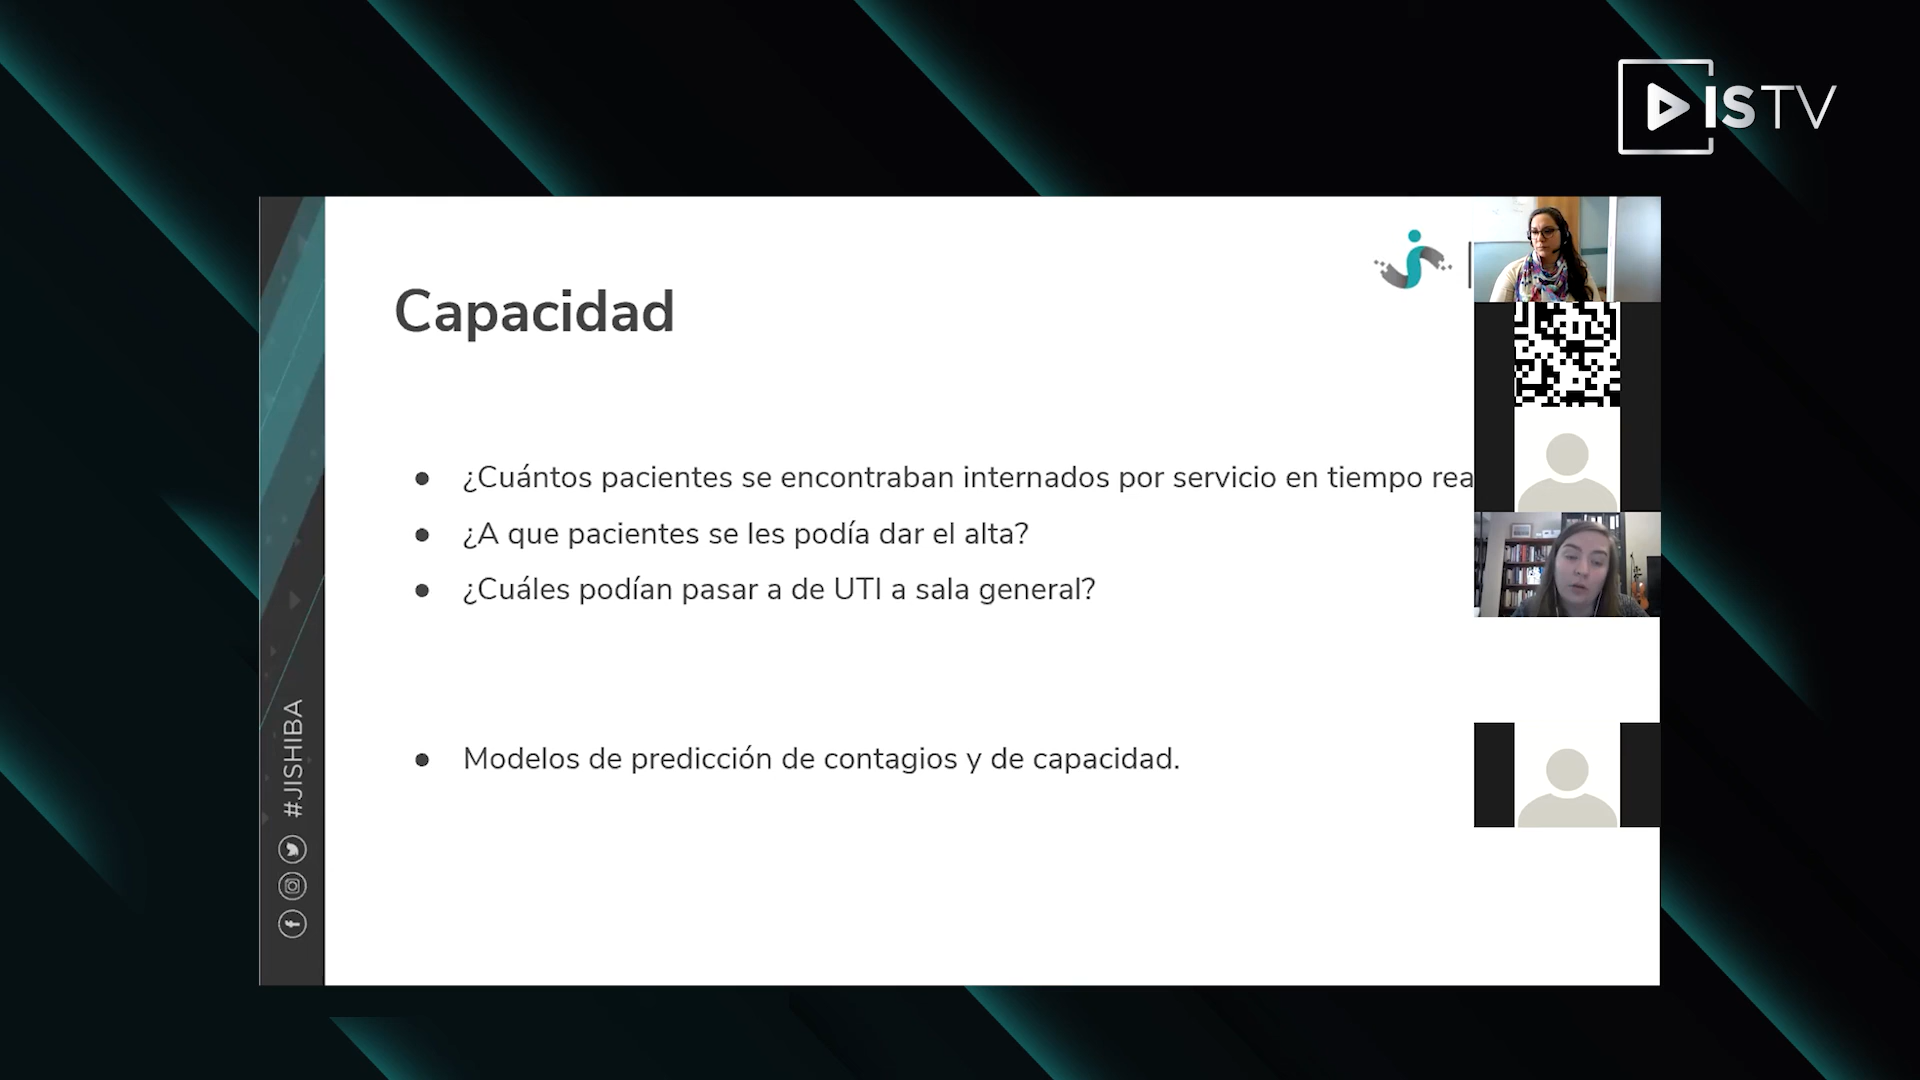 ISTV
Capacidad
¿Cuántos pacientes se encontraban internados por servicio en tiempo rea
¿A que pacientes se les podía dar el alta?
¿Cuáles podían pasar a de UTI a sala general?
Modelos de predicción de contagios y de capacidad.
#JISHIBA